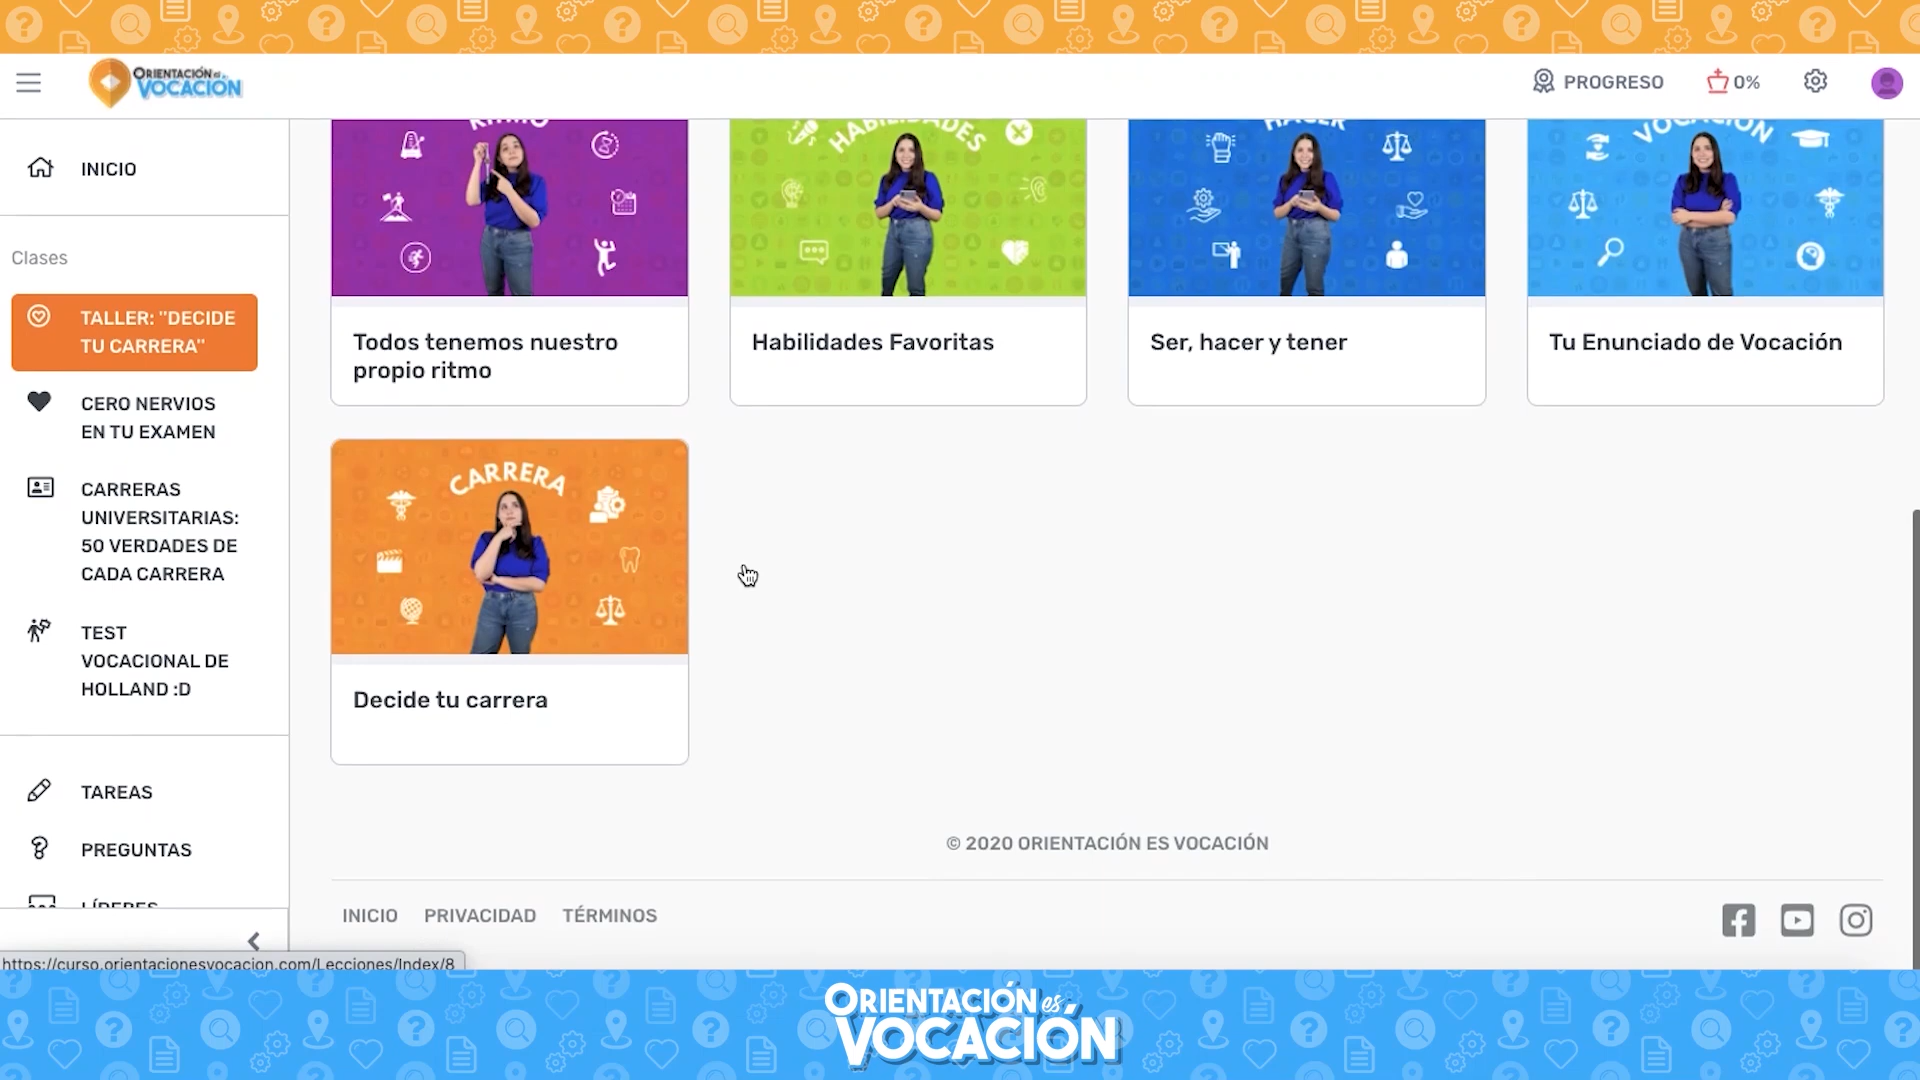 ORIENTACIÓN es
VOCACIÓN
PROGRESO
0%
INICIO
Clases
TALLER: "DECIDE
TU CARRERA"
CERO NERVIOS
EN TU EXAMEN
CARRERAS
UNIVERSITARIAS:
50 VERDADES DE
CADA CARRERA
TEST
VOCACIONAL DE
HOLLAND :D
TAREAS
PREGUNTAS
LÍDERES
RITMO
HABILIDADES
HACER
VOCACIÓN
Todos tenemos nuestro
propio ritmo
Habilidades Favoritas
Ser, hacer y tener
Tu Enunciado de Vocación
CARRERA
Decide tu carrera
© 2020 ORIENTACIÓN ES VOCACIÓN
INICIO PRIVACIDAD TÉRMINOS
https://curso.orientacionesvocacion.com/Lecciones/Index/8
ORIENTACIÓN es
VOCACIÓN